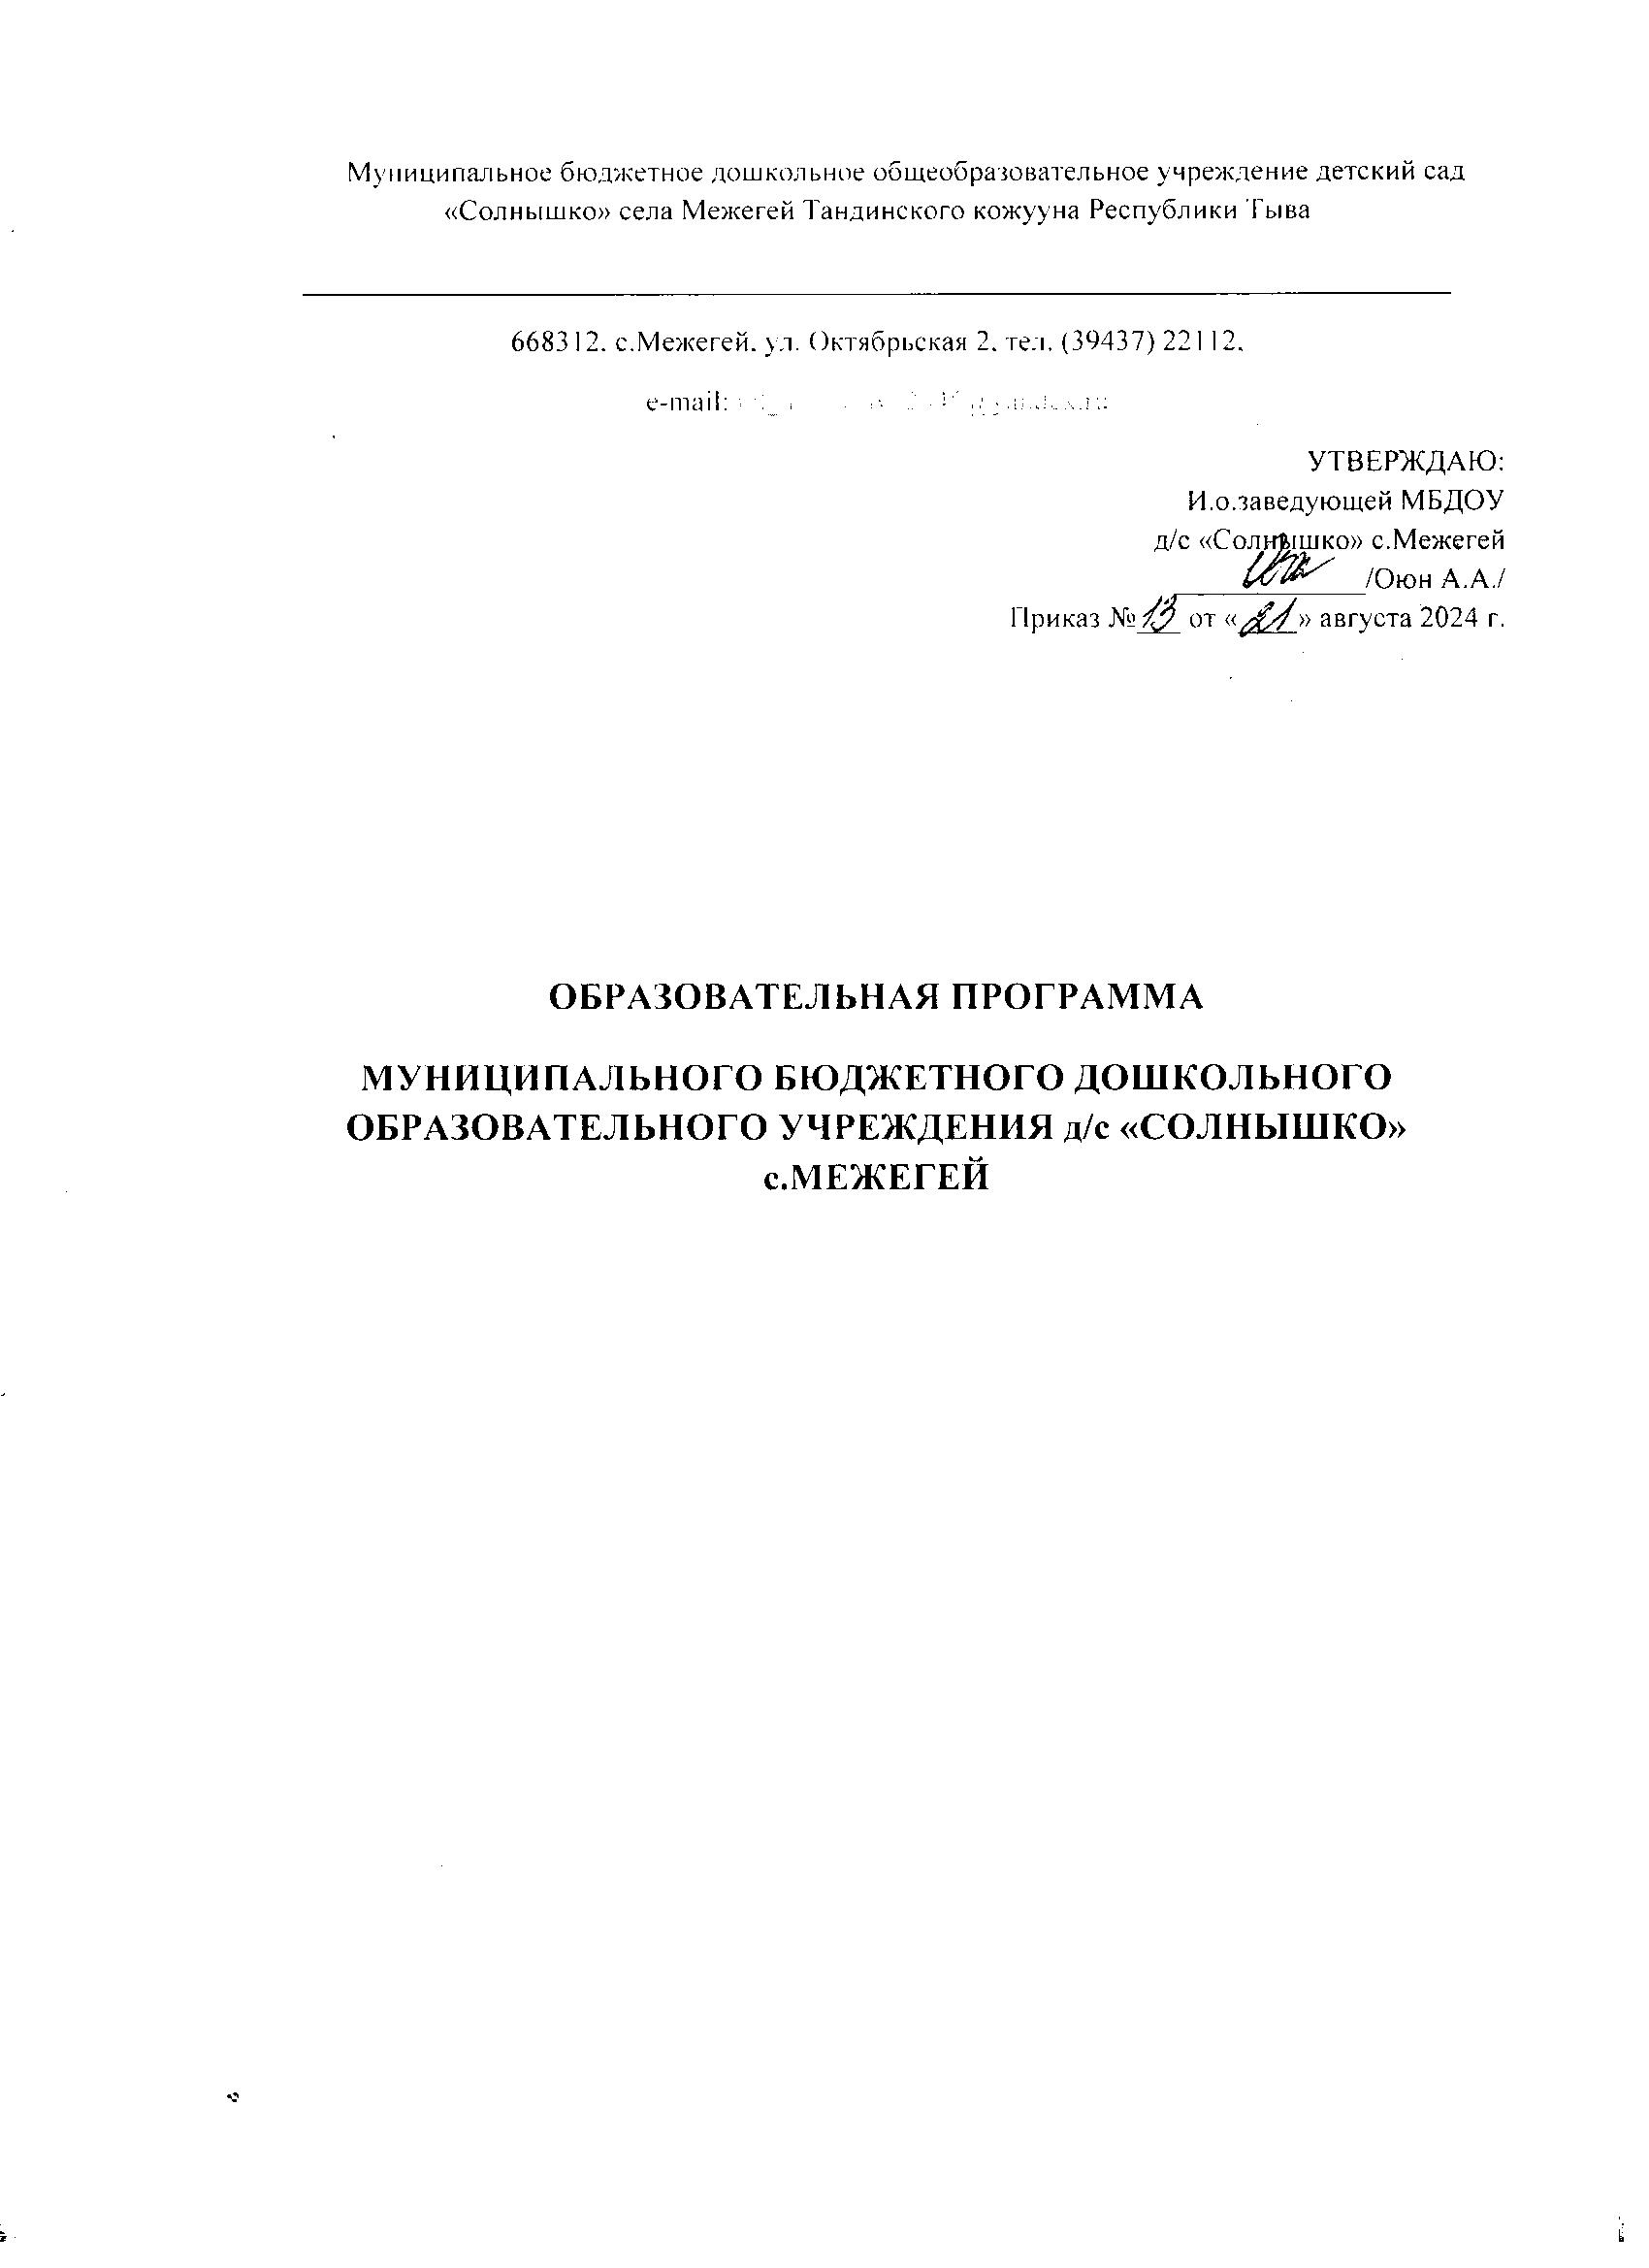 Муниципальное бюджетное дошкольное общеобразовательное учреждение детский сад
«Солнышко» села Межегей Тандинского кожууна Республики Тыва
668312. с.Межегей. ул. Октябрьская 2. тел. (39437) 22112.
e-mail:
УТВЕРЖДАЮ:
И.о.заведующей МБДОУ
д/с «Солнышко» с.Межегей
/Оюн А.А./
Приказ № 13 от « 21 » августа 2024 г.
ОБРАЗОВАТЕЛЬНАЯ ПРОГРАММА
МУНИЦИПАЛЬНОГО БЮДЖЕТНОГО ДОШКОЛЬНОГО
ОБРАЗОВАТЕЛЬНОГО УЧРЕЖДЕНИЯ д/с «СОЛНЫШКО»
с.МЕЖЕГЕЙ